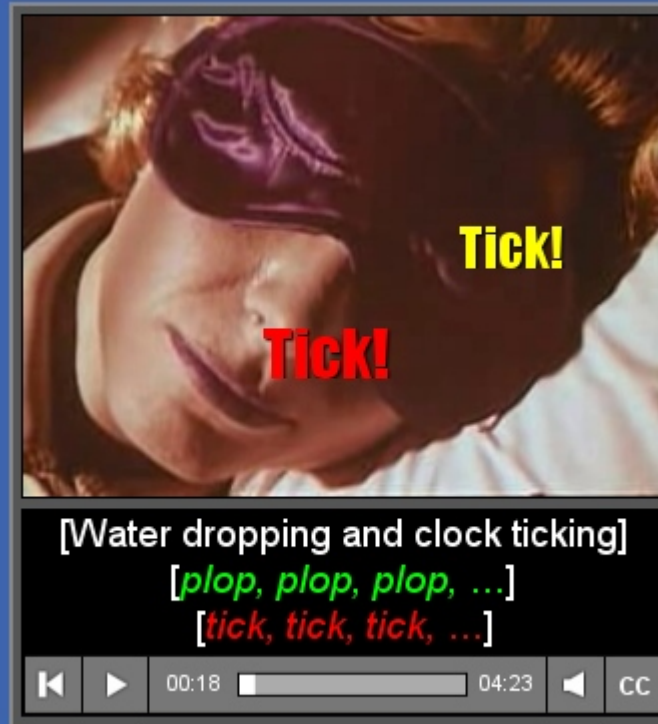 Tick!
Tick!
[Water dropping and clock ticking]
[plop, plop, plop, ...]
[tick, tick, tick, ...]
00:18 04:23 CC